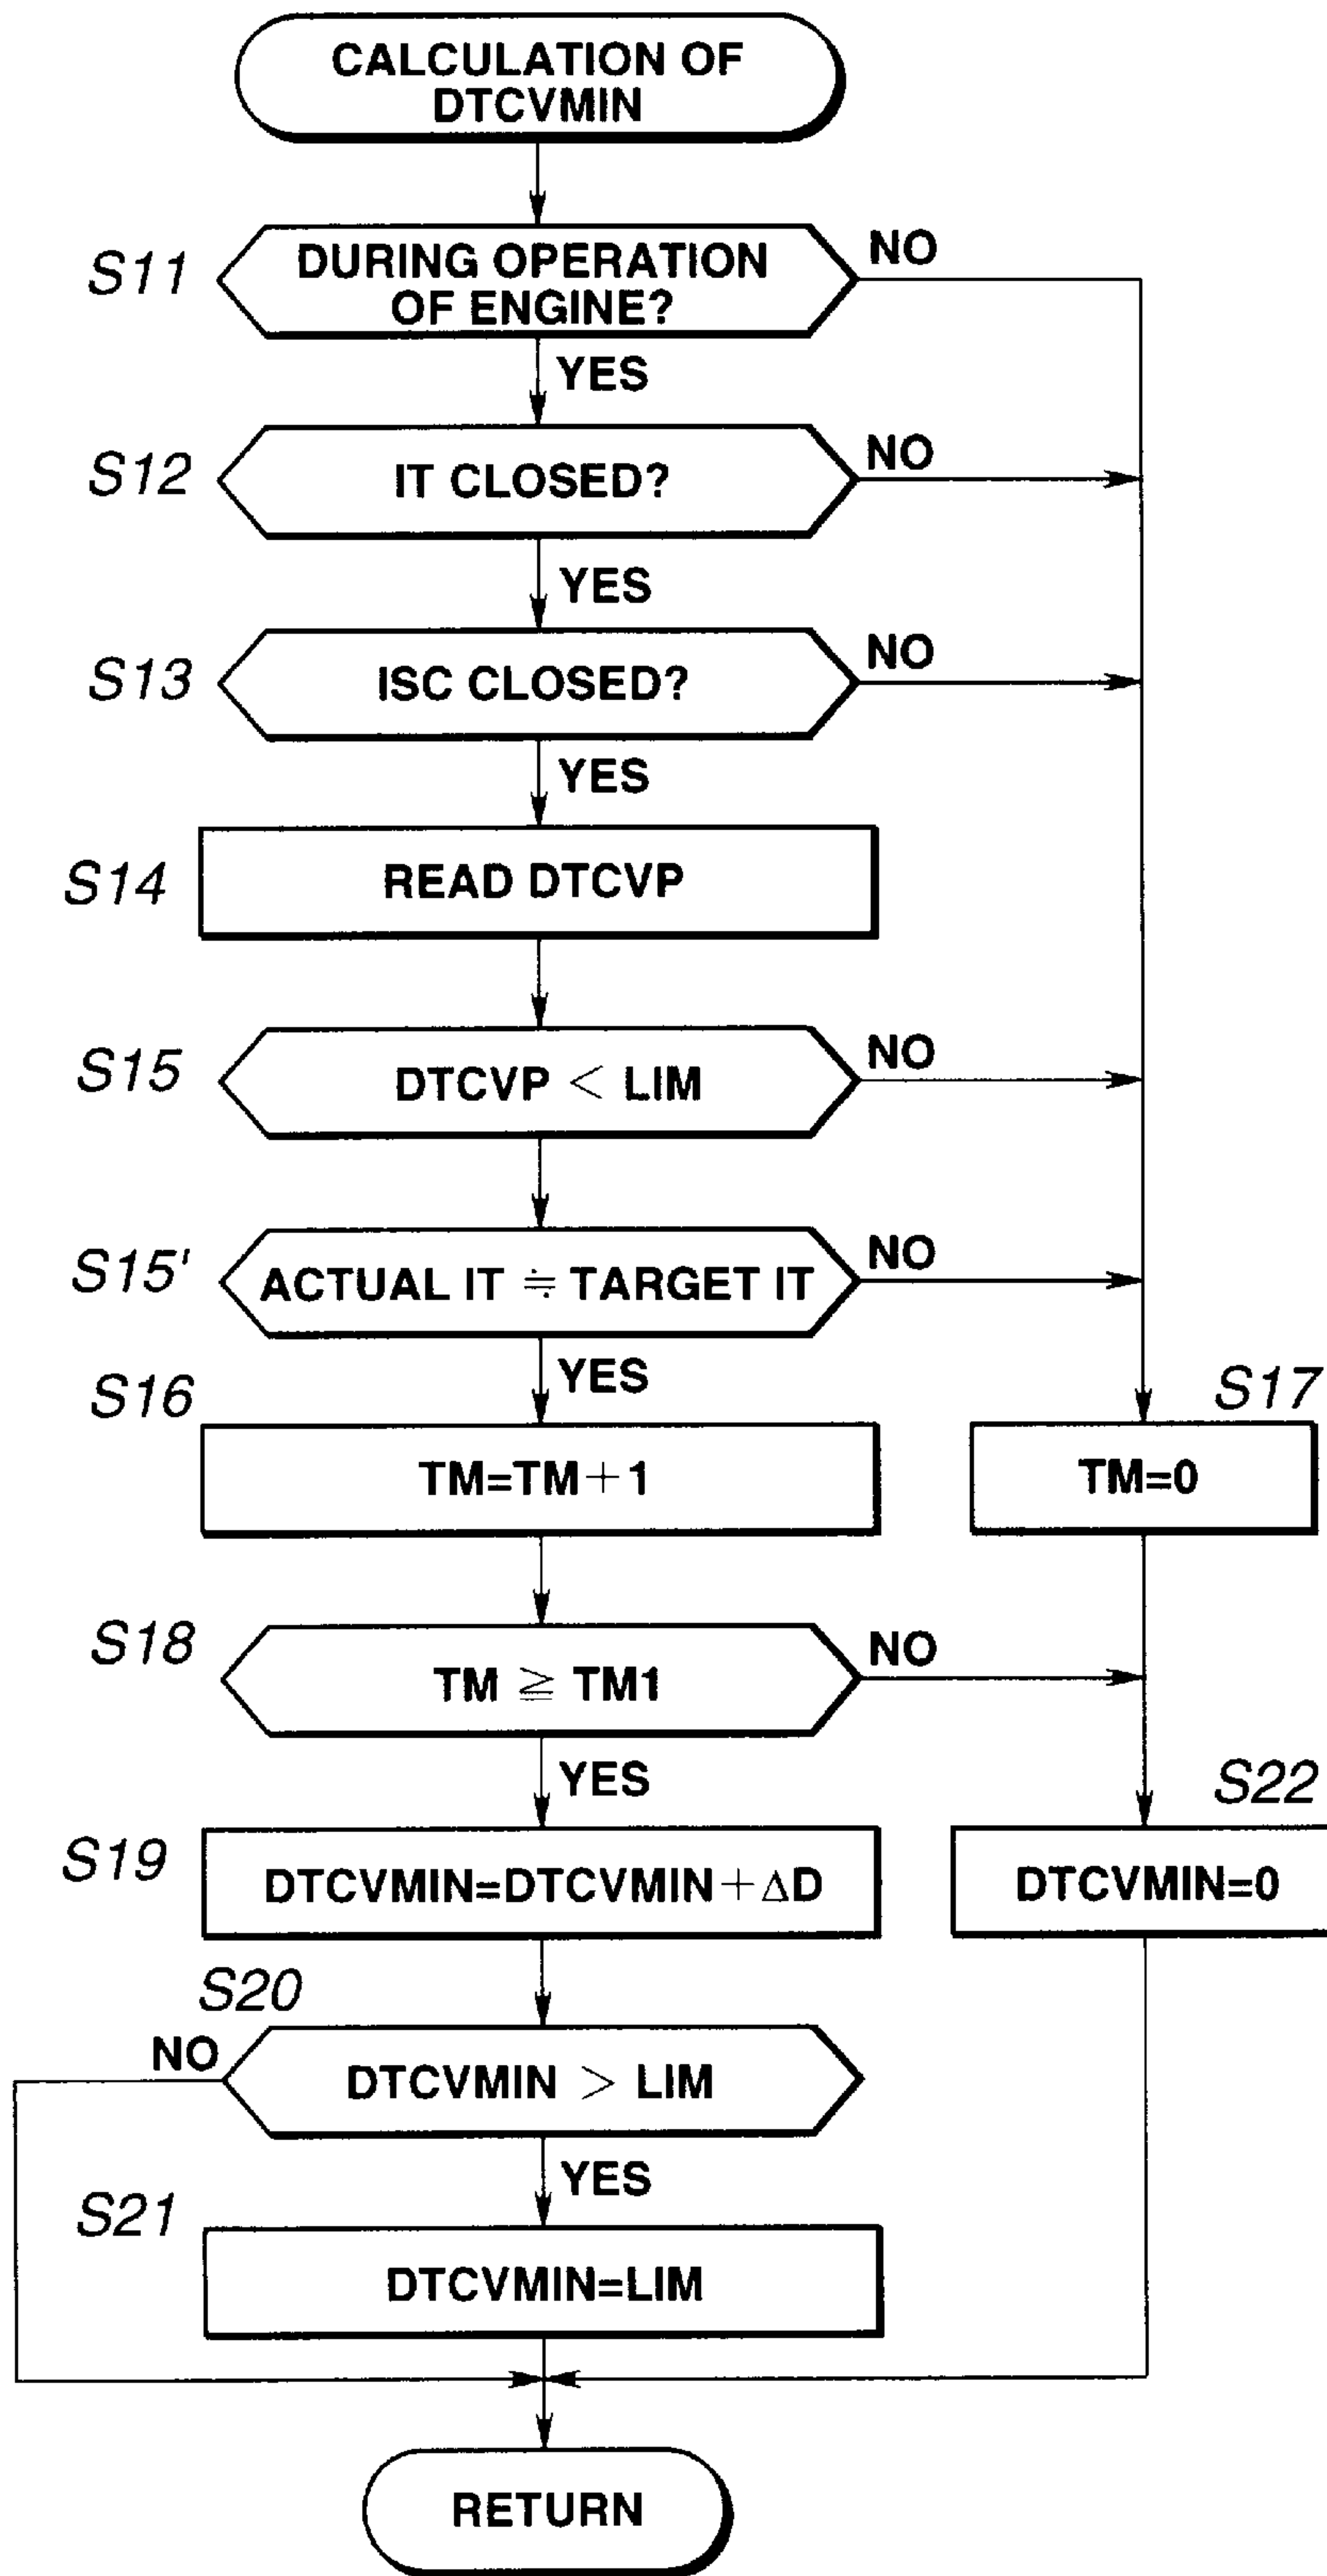 CALCULATION OF
DTCVMIN
S11
DURING OPERATION
OF ENGINE?
NO
YES
S12
IT CLOSED?
NO
YES
S13
ISC CLOSED?
NO
YES
S14
READ DTCVP
S15
DTCVP < LIM
NO
S15'
ACTUAL IT ≒ TARGET IT
NO
YES
S16
TM=TM+1
S17
TM=0
S18
TM ≧ TM1
NO
YES
S19
DTCVMIN=DTCVMIN+ΔD
S22
DTCVMIN=0
S20
NO
DTCVMIN > LIM
YES
S21
DTCVMIN=LIM
RETURN